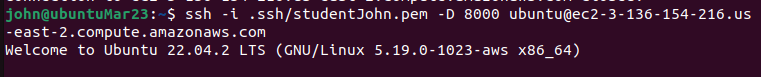 john@ubuntuMar23:~$ ssh -i .ssh/studentJohn.pem -D 8000 ubuntu@ec2-3-136-154-216.us
-east-2.compute.amazonaws.com
Welcome to Ubuntu 22.04.2 LTS (GNU/Linux 5.19.0-1023-aws x86_64)